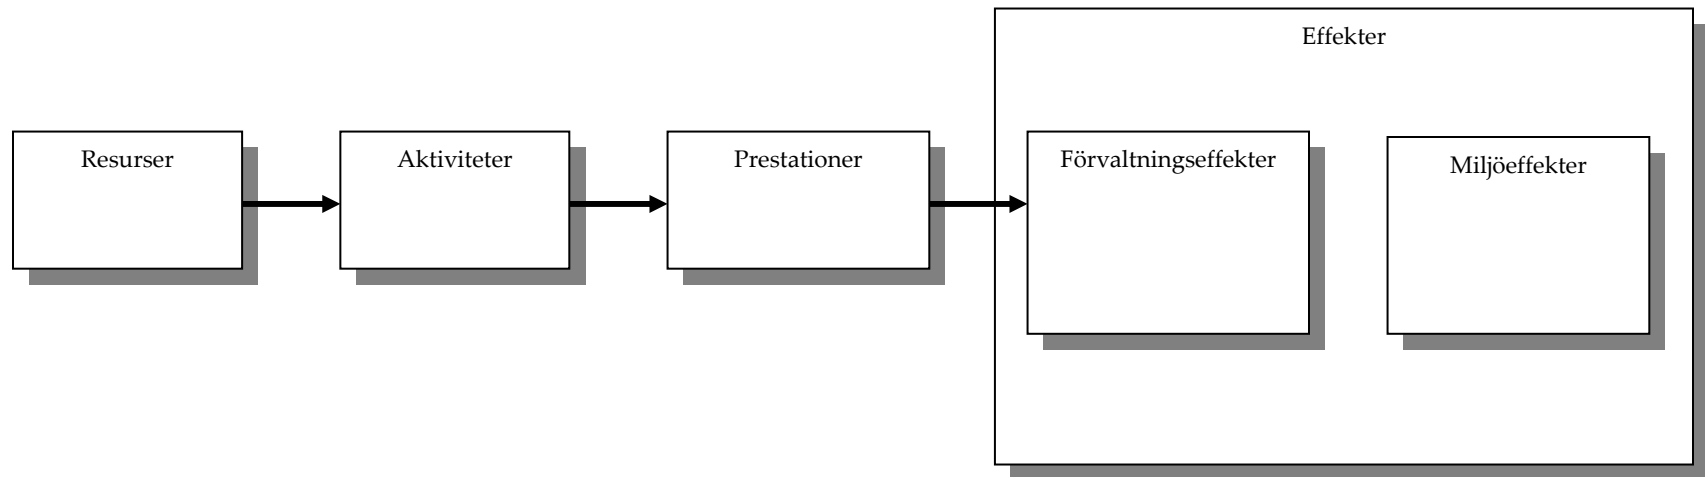 Effekter
Resurser
Aktiviteter
Prestationer
Förvaltningseffekter
Miljöeffekter